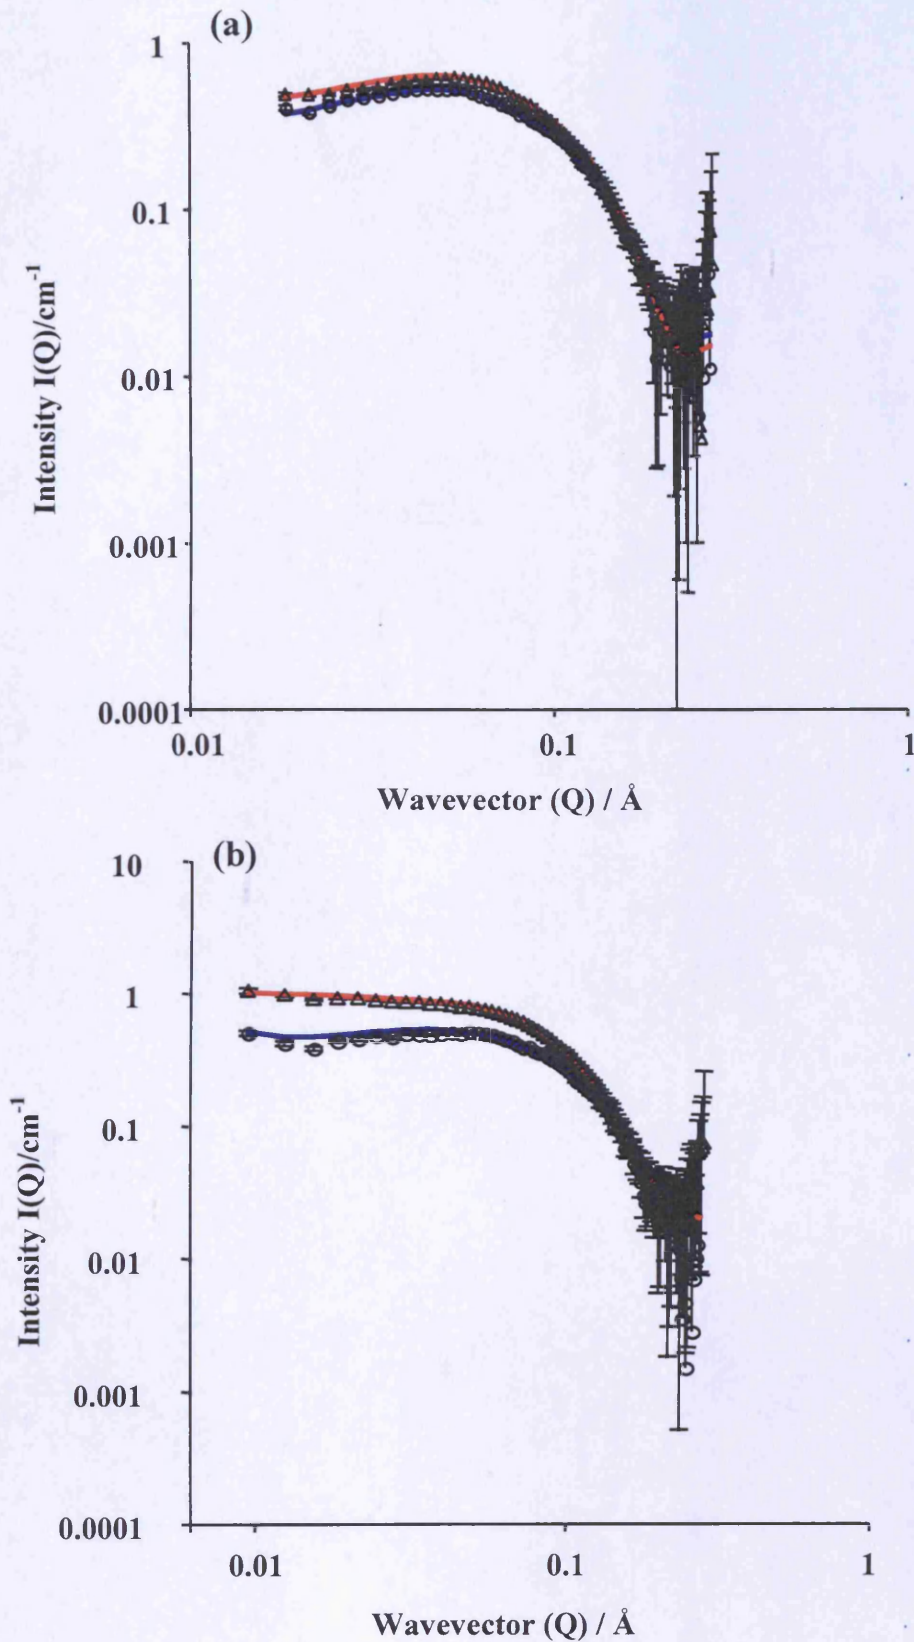 (a)
1
0.1
0.01
0.001
0.0001
Intensity I(Q)/cm⁻¹
0.01 0.1 1
Wavevector (Q) / Å
(b)
10
1
0.1
0.01
0.001
0.0001
Intensity I(Q)/cm⁻¹
0.01 0.1 1
Wavevector (Q) / Å